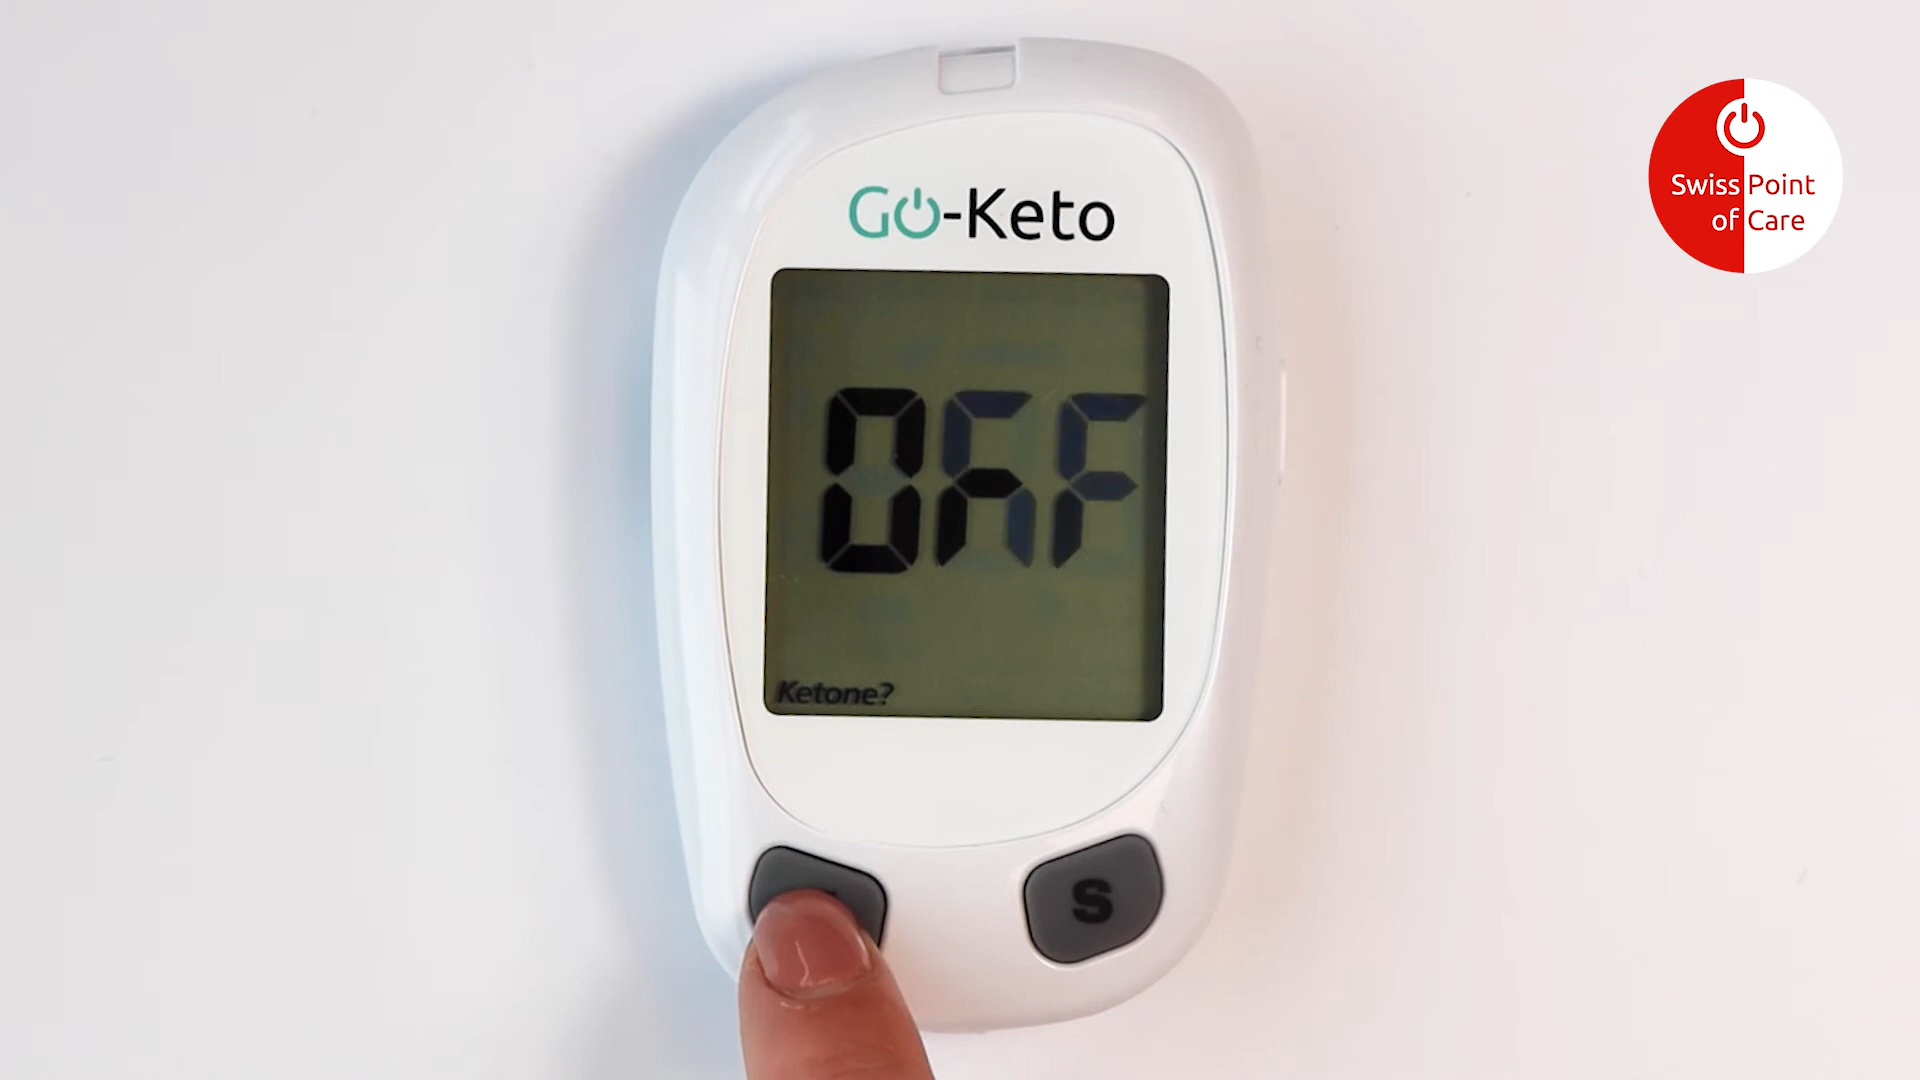 Swiss Point
of Care
GO-Keto
OFF
Ketone?
S